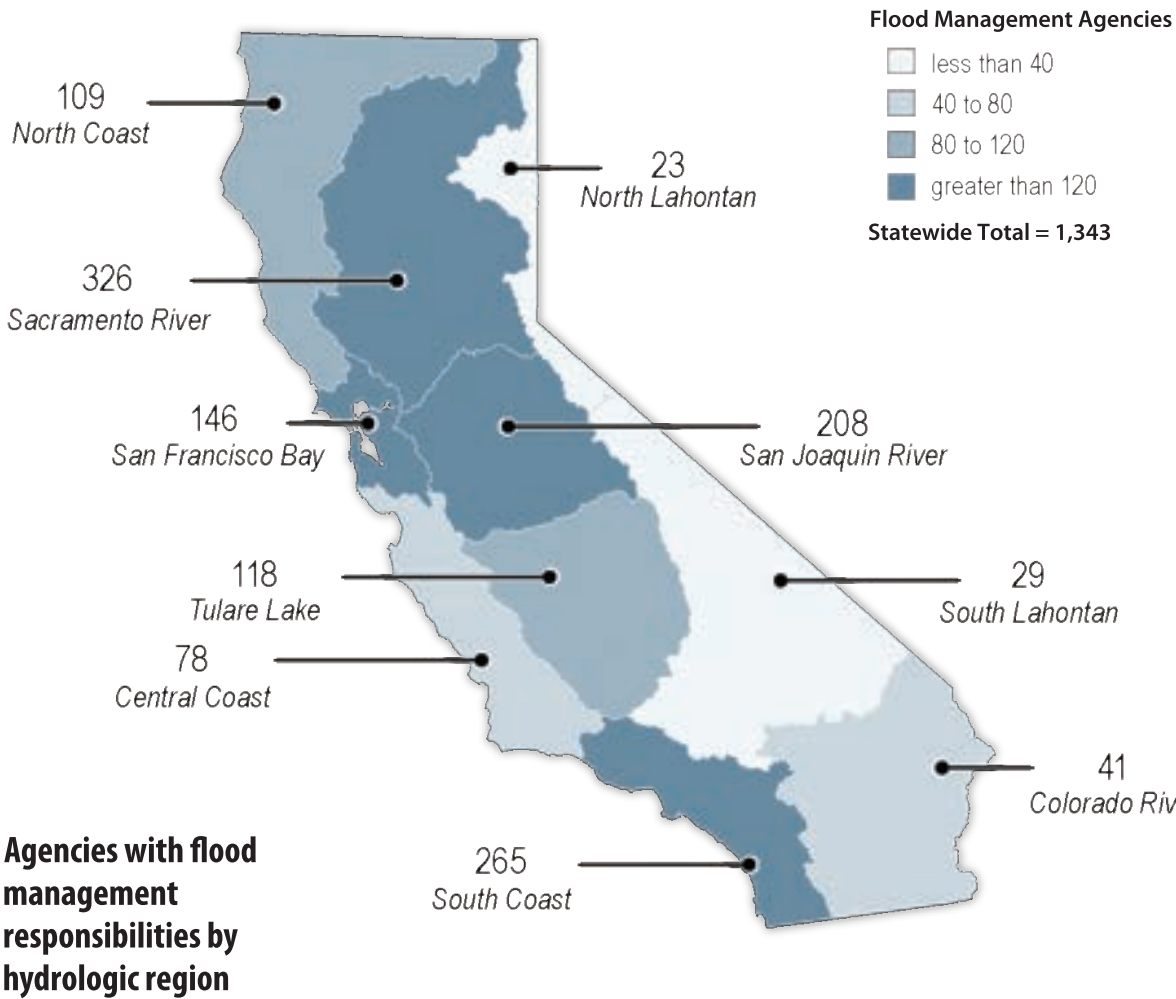 Flood Management Agencies
less than 40
40 to 80
80 to 120
greater than 120
Statewide Total = 1,343
109
North Coast
23
North Lahontan
326
Sacramento River
146
San Francisco Bay
208
San Joaquin River
118
Tulare Lake
29
South Lahontan
78
Central Coast
41
Colorado Riv
265
South Coast
Agencies with flood
management
responsibilities by
hydrologic region